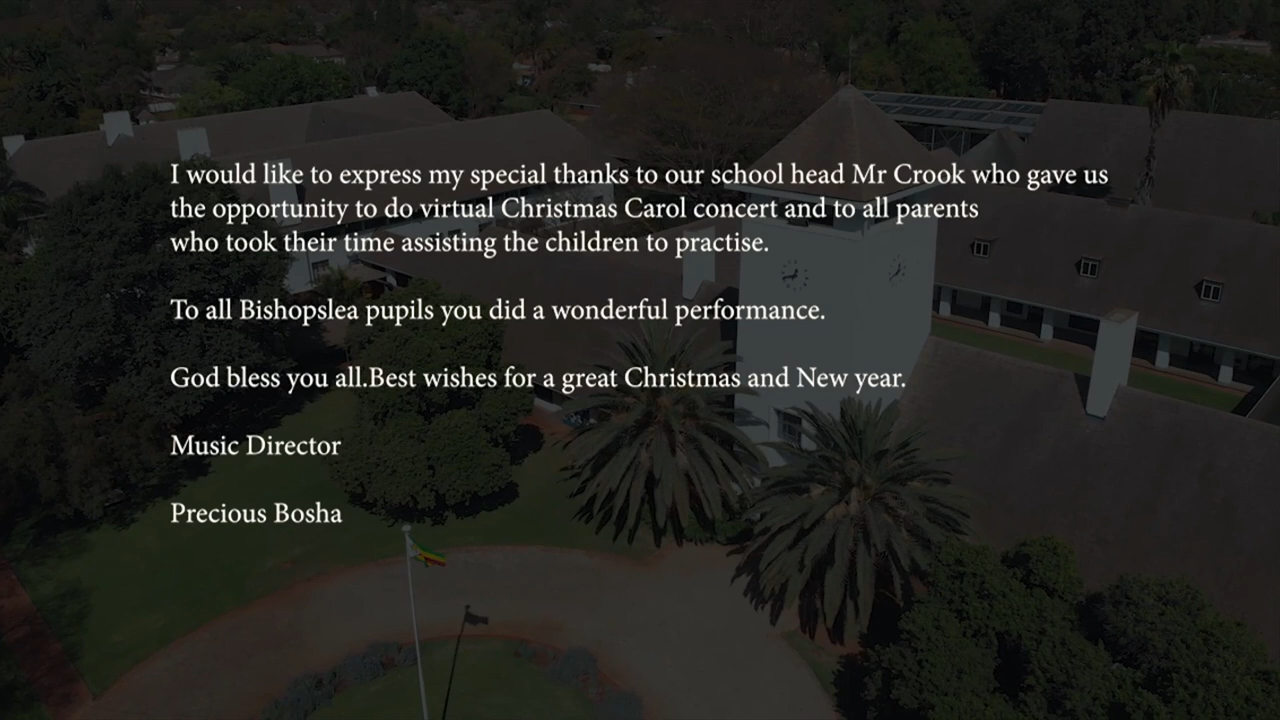 I would like to express my special thanks to our school head Mr Crook who gave us
the opportunity to do virtual Christmas Carol concert and to all parents
who took their time assisting the children to practise.
To all Bishopslea pupils you did a wonderful performance.
God bless you all.Best wishes for a great Christmas and New year.
Music Director
Precious Bosha